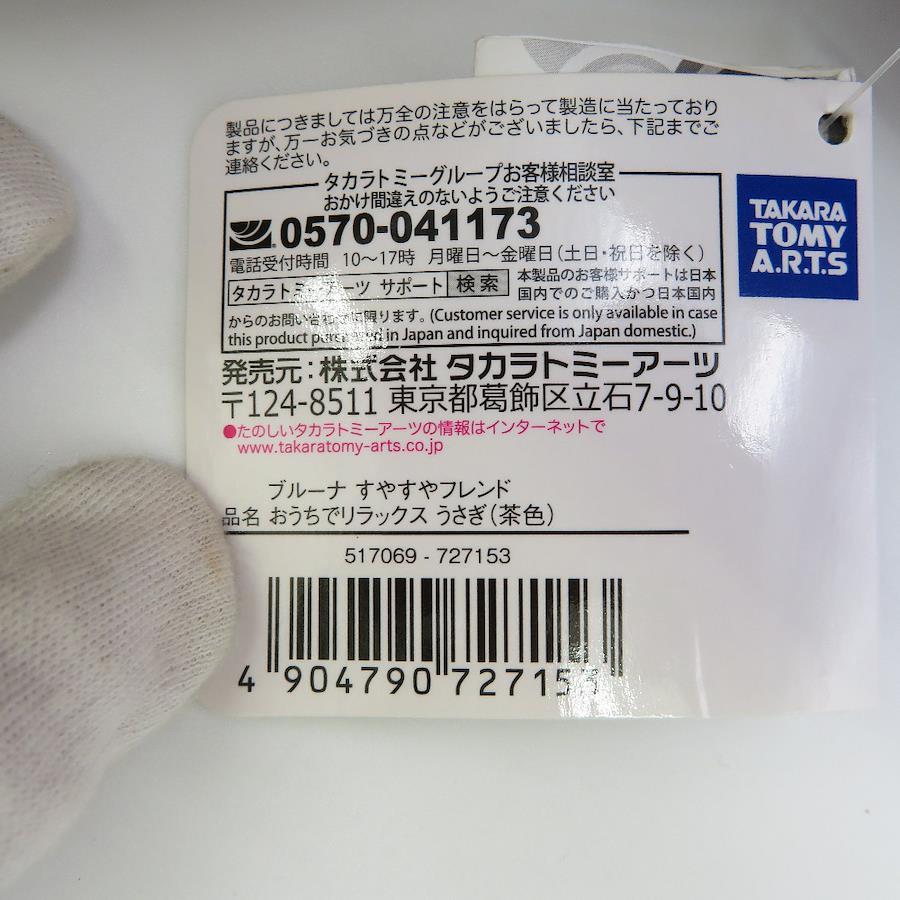 製品につきましては万全の注意をはらって製造に当たっており
ますが、万一お気づきの点などがございましたら、下記までご
連絡ください。
タカラトミーグループお客様相談室
おかけ間違えのないようご注意ください
0570-041173
電話受付時間 10〜17時 月曜日〜金曜日(土日・祝日を除く)
タカラトミーアーツ サポート 検索 本製品のお客様サポートは日本
国内でのご購入かつ日本国内
からのお問い合わせに限ります。(Customer service is only available in case
this product purchased in Japan and inquired from Japan domestic.)
発売元:株式会社 タカラトミーアーツ
〒124-8511 東京都葛飾区立石7-9-10
●たのしいタカラトミーアーツの情報はインターネットで
www.takaratomy-arts.co.jp
TAKARA
TOMY
A.R.T.S
ブルーナ すやすやフレンド
品名 おうちでリラックス うさぎ(茶色)
517069 - 727153
4 904790 727153